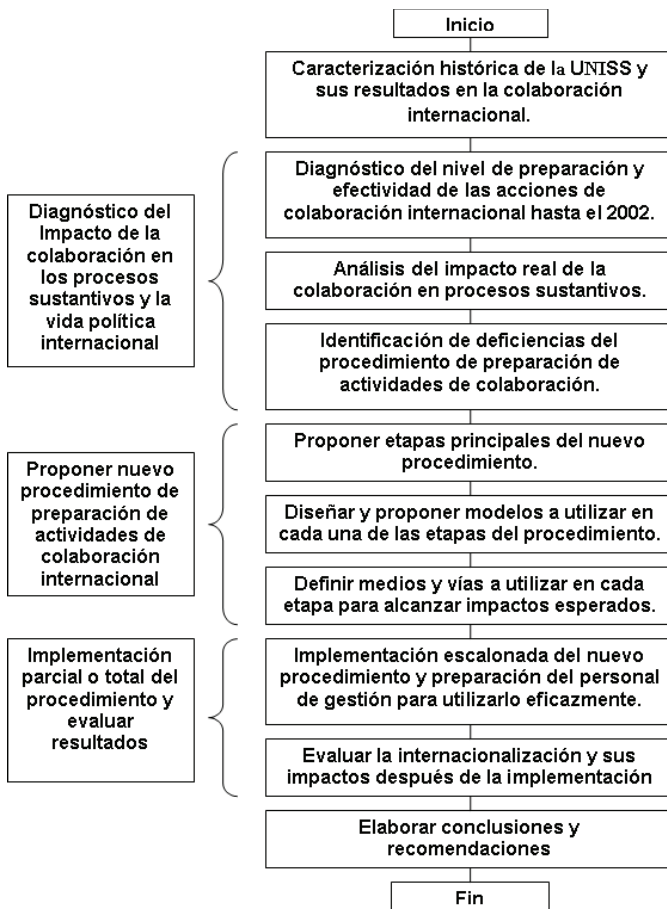 Inicio
Caracterización histórica de la UNISS y
sus resultados en la colaboración
internacional.
Diagnóstico del
Impacto de la
colaboración en
los procesos
sustantivos y la
vida política
internacional
Diagnóstico del nivel de preparación y
efectividad de las acciones de
colaboración internacional hasta el 2002.
Análisis del impacto real de la
colaboración en procesos sustantivos.
Identificación de deficiencias del
procedimiento de preparación de
actividades de colaboración.
Proponer nuevo
procedimiento de
preparación de
actividades de
colaboración
internacional
Proponer etapas principales del nuevo
procedimiento.
Diseñar y proponer modelos a utilizar en
cada una de las etapas del procedimiento.
Definir medios y vías a utilizar en cada
etapa para alcanzar impactos esperados.
Implementación
parcial o total del
procedimiento y
evaluar
resultados
Implementación escalonada del nuevo
procedimiento y preparación del personal
de gestión para utilizarlo eficazmente.
Evaluar la internacionalización y sus
impactos después de la implementación
Elaborar conclusiones y
recomendaciones
Fin